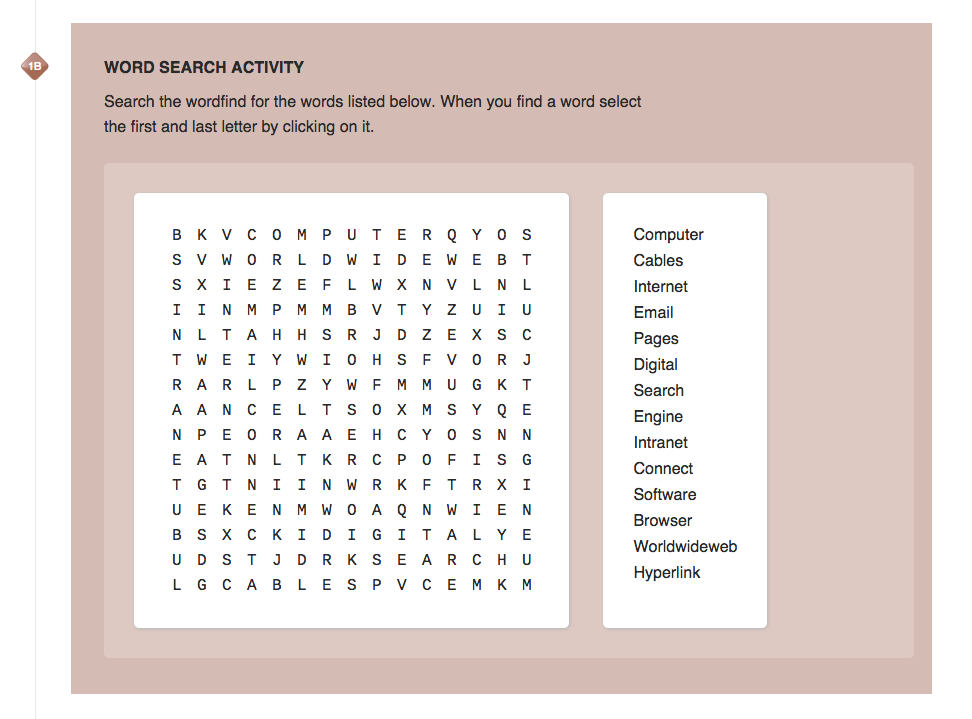 1B
WORD SEARCH ACTIVITY
Search the wordfind for the words listed below. When you find a word select
the first and last letter by clicking on it.
B K V C O M P U T E R Q Y O S
S V W O R L D W I D E W E B T
S X I E Z E F L W X N V L N L
I I N M P M M B V T Y Z U I U
N L T A H H S R J D Z E X S C
T W E I Y W I O H S F V O R J
R A R L P Z Y W F M M U G K T
A A N C E L T S O X M S Y Q E
N P E O R A A E H C Y O S N N
E A T N L T K R C P O F I S G
T G T N I I N W R K F T R X I
U E K E N M W O A Q N W I E N
B S X C K I D I G I T A L Y E
U D S T J D R K S E A R C H U
L G C A B L E S P V C E M K M
Computer
Cables
Internet
Email
Pages
Digital
Search
Engine
Intranet
Connect
Software
Browser
Worldwideweb
Hyperlink